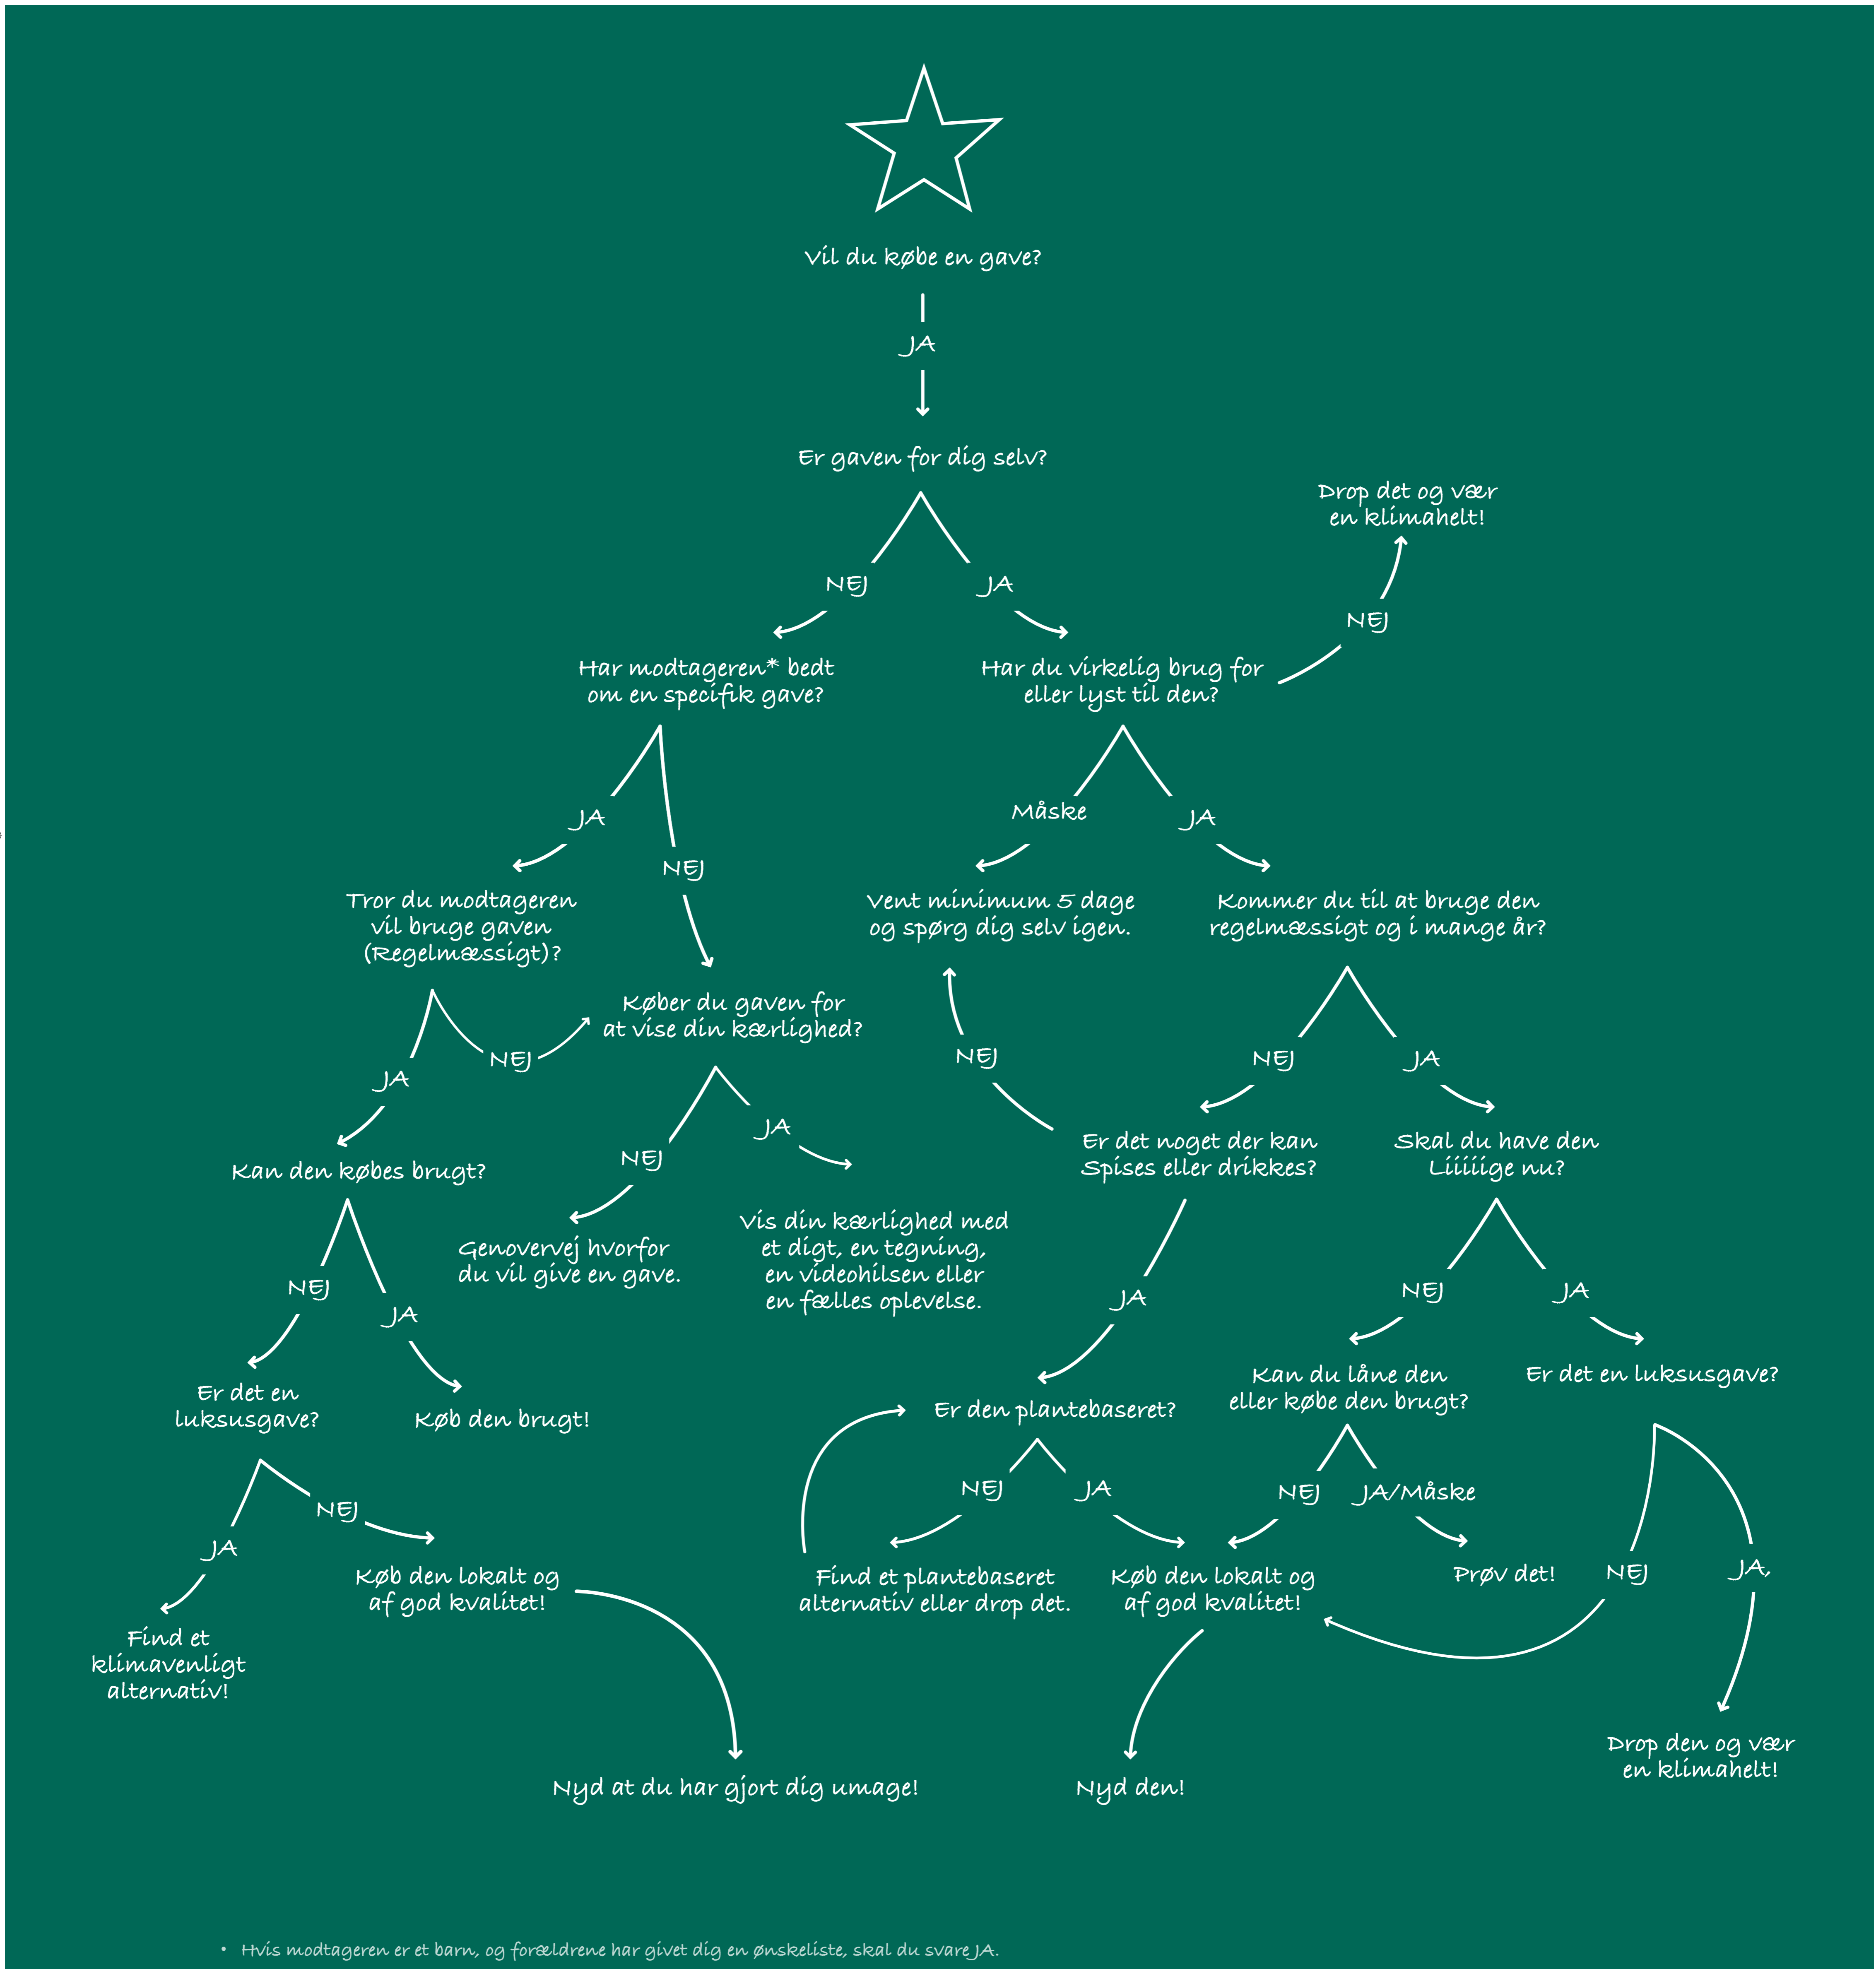 Vil du købe en gave?
JA
Er gaven for dig selv?
Drop det og vær
en klimahelt!
NEJ
JA
NEJ
Har modtageren* bedt
om en specifik gave?
Har du virkelig brug for
eller lyst til den?
JA
NEJ
Måske
JA
Tror du modtageren
vil bruge gaven
(Regelmæssigt)?
Vent minimum 5 dage
og spørg dig selv igen.
Kommer du til at bruge den
regelmæssigt og i mange år?
Køber du gaven for
at vise din kærlighed?
JA
NEJ
NEJ
NEJ
JA
Kan den købes brugt?
NEJ
JA
Er det noget der kan
Spises eller drikkes?
Skal du have den
Liiiiige nu?
Genovervej hvorfor
du vil give en gave.
Vis din kærlighed med
et digt, en tegning,
en videohilsen eller
en fælles oplevelse.
NEJ
JA
JA
NEJ
JA
Er det en
luksusgave?
Køb den brugt!
Er den plantebaseret?
Kan du låne den
eller købe den brugt?
Er det en luksusgave?
JA
NEJ
NEJ
JA
NEJ
JA/Måske
NEJ
JA,
Find et
klimavenligt
alternativ!
Køb den lokalt og
af god kvalitet!
Find et plantebaseret
alternativ eller drop det.
Køb den lokalt og
af god kvalitet!
Prøv det!
Drop den og vær
en klimahelt!
Nyd at du har gjort dig umage!
Nyd den!
• Hvis modtageren er et barn, og forældrene har givet dig en ønskeliste, skal du svare JA.